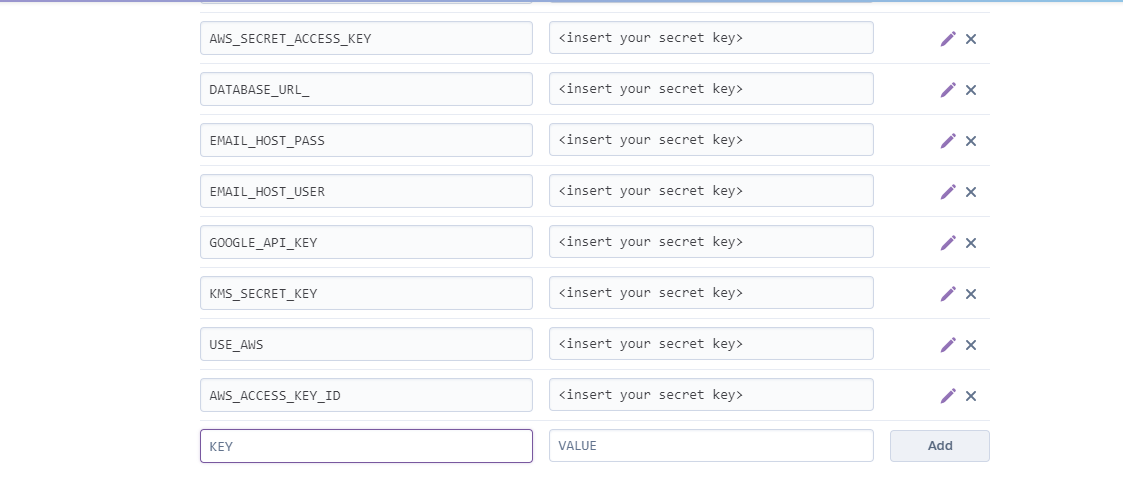 AWS_SECRET_ACCESS_KEY <insert your secret key>
DATABASE_URL_ <insert your secret key>
EMAIL_HOST_PASS <insert your secret key>
EMAIL_HOST_USER <insert your secret key>
GOOGLE_API_KEY <insert your secret key>
KMS_SECRET_KEY <insert your secret key>
USE_AWS <insert your secret key>
AWS_ACCESS_KEY_ID <insert your secret key>
KEY VALUE Add